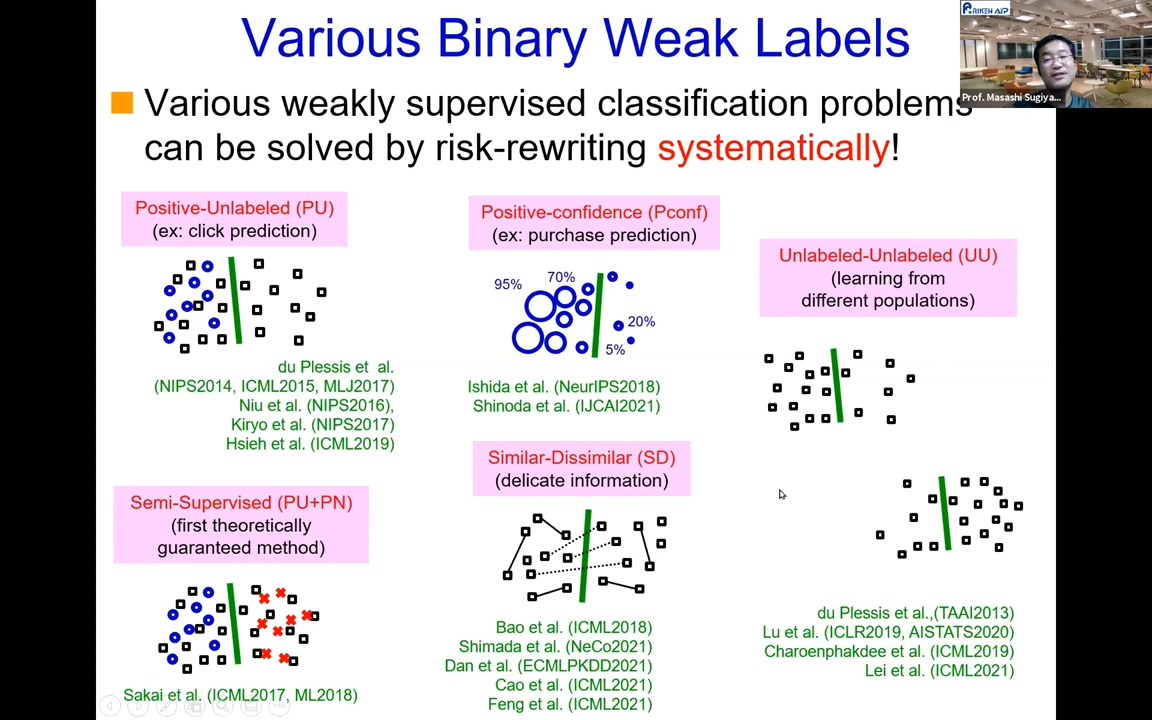 Various Binary Weak Labels
RIKEN AIP
Prof. Masashi Sugiya...
Various weakly supervised classification problems
can be solved by risk-rewriting systematically!
Positive-Unlabeled (PU)
(ex: click prediction)
du Plessis et al.
(NIPS2014, ICML2015, MLJ2017)
Niu et al. (NIPS2016),
Kiryo et al. (NIPS2017)
Hsieh et al. (ICML2019)
Semi-Supervised (PU+PN)
(first theoretically
guaranteed method)
Sakai et al. (ICML2017, ML2018)
Positive-confidence (Pconf)
(ex: purchase prediction)
95%
70%
20%
5%
Ishida et al. (NeurIPS2018)
Shinoda et al. (IJCAI2021)
Similar-Dissimilar (SD)
(delicate information)
Bao et al. (ICML2018)
Shimada et al. (NeCo2021)
Dan et al. (ECMLPKDD2021)
Cao et al. (ICML2021)
Feng et al. (ICML2021)
Unlabeled-Unlabeled (UU)
(learning from
different populations)
du Plessis et al.,(TAAI2013)
Lu et al. (ICLR2019, AISTATS2020)
Charoenphakdee et al. (ICML2019)
Lei et al. (ICML2021)